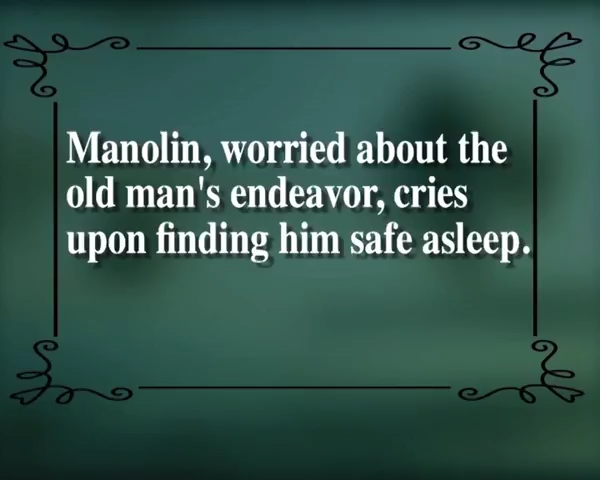 Manolin, worried about the
old man's endeavor, cries
upon finding him safe asleep.